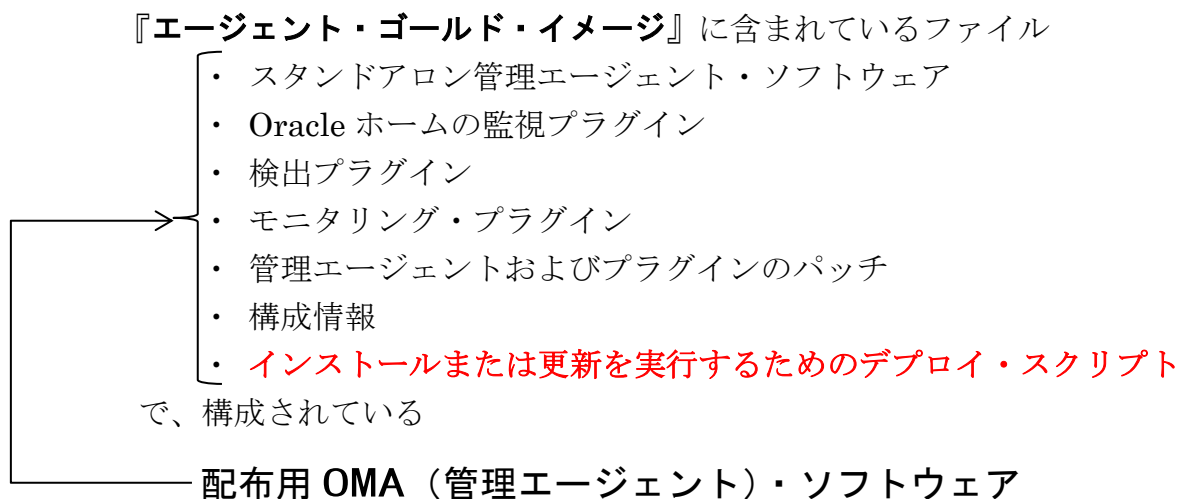 『エージェント・ゴールド・イメージ』に含まれているファイル
・ スタンドアロン管理エージェント・ソフトウェア
・ Oracle ホームの監視プラグイン
・ 検出プラグイン
・ モニタリング・プラグイン
・ 管理エージェントおよびプラグインのパッチ
・ 構成情報
・ インストールまたは更新を実行するためのデプロイ・スクリプト
で、構成されている
配布用 OMA（管理エージェント）・ソフトウェア